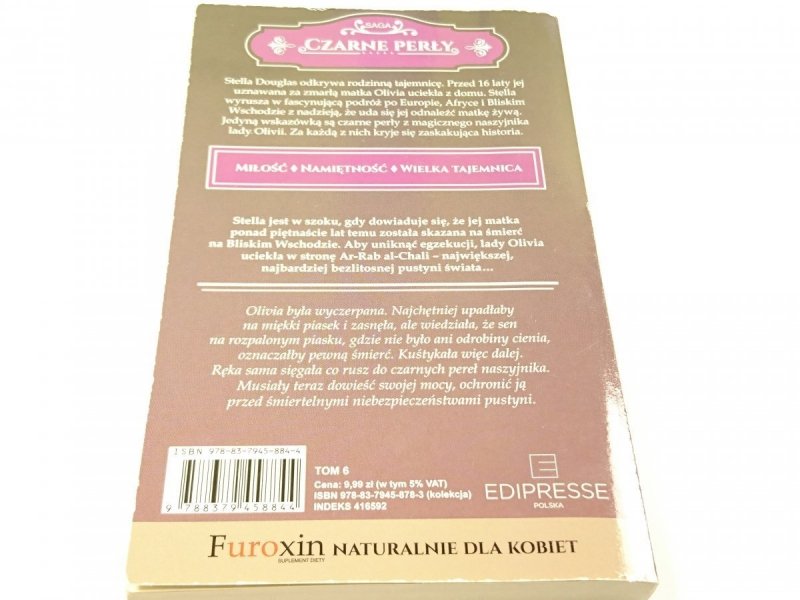 SAGA
CZARNE PERŁY
Stella Douglas odkrywa rodzinną tajemnicę. Przed 16 laty jej
uznawana za zmarłą matka Olivia uciekła z domu. Stella
wyrusza w fascynującą podróż po Europie, Afryce i Bliskim
Wschodzie z nadzieją, że uda się jej odnaleźć matkę żywą.
Jedyną wskazówką są czarne perły z magicznego naszyjnika
lady Olivii. Za każdą z nich kryje się zaskakująca historia.
MIŁOŚĆ ♦ NAMIĘTNOŚĆ ♦ WIELKA TAJEMNICA
Stella jest w szoku, gdy dowiaduje się, że jej matka
ponad piętnaście lat temu została skazana na śmierć
na Bliskim Wschodzie. Aby uniknąć egzekucji, lady Olivia
uciekła w stronę Ar-Rab al-Chali – największej,
najbardziej bezlitosnej pustyni świata...
Olivia była wyczerpana. Najchętniej upadłaby
na miękki piasek i zasnęła, ale wiedziała, że sen
na rozpalonym piasku, gdzie nie było ani odrobiny cienia,
oznaczałby pewną śmierć. Kuśtykała więc dalej.
Ręka sama sięgała co rusz do czarnych pereł naszyjnika.
Musiały teraz dowieść swojej mocy, ochronić ją
przed śmiertelnymi niebezpieczeństwami pustyni.
ISBN 978-83-7945-884-4
9 788379 458844
TOM 6
Cena: 9,99 zł (w tym 5% VAT)
ISBN 978-83-7945-878-3 (kolekcja)
INDEKS 416592
EDIPRESSE
POLSKA
Furoxin NATURALNIE DLA KOBIET
SUPLEMENT DIETY